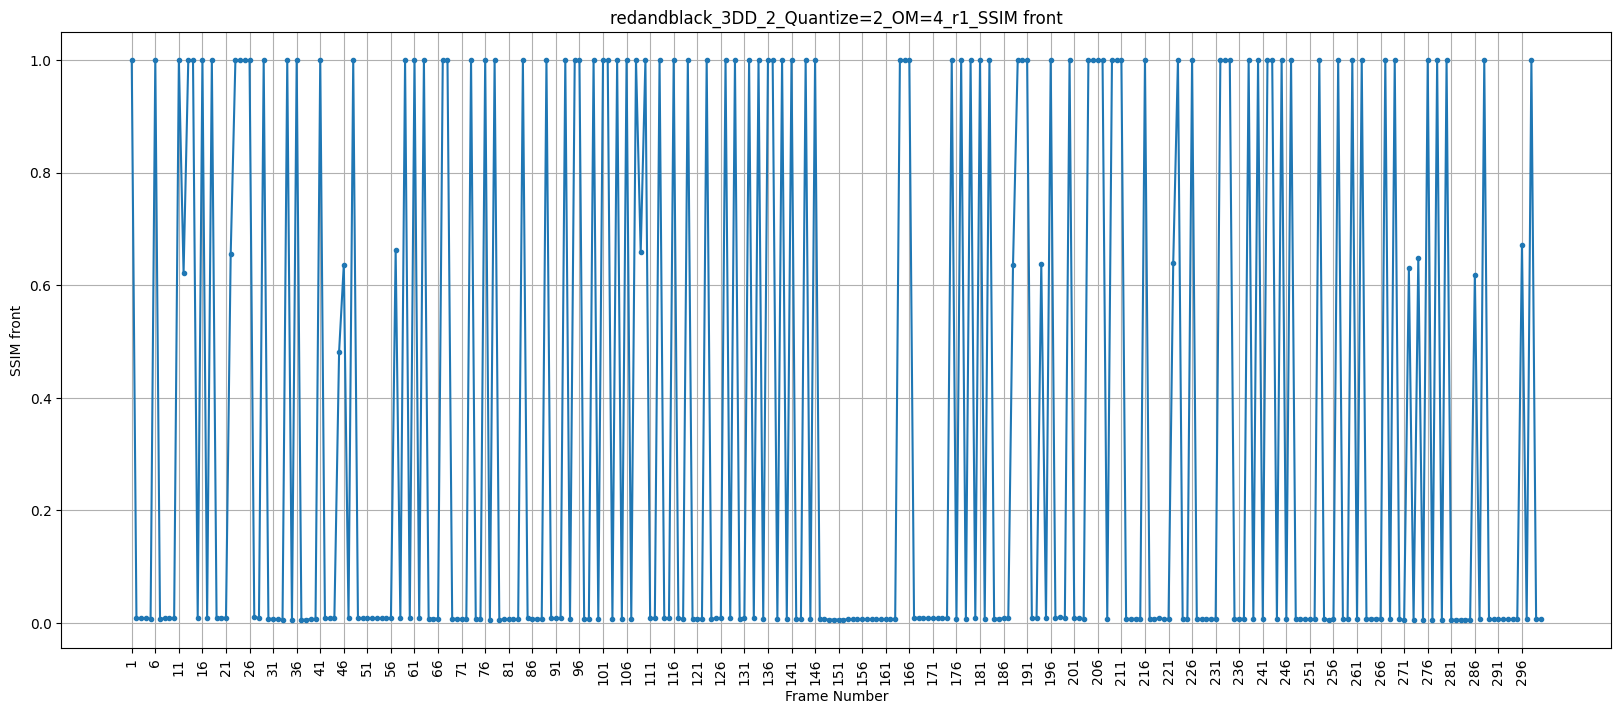 redandblack_3DD_2_Quantize=2_OM=4_r1_SSIM front
1.0
0.8
0.6
0.4
0.2
0.0
SSIM front
1 6 11 16 21 26 31 36 41 46 51 56 61 66 71 76 81 86 91 96 101 106 111 116 121 126 131 136 141 146 151 156 161 166 171 176 181 186 191 196 201 206 211 216 221 226 231 236 241 246 251 256 261 266 271 276 281 286 291 296
Frame Number